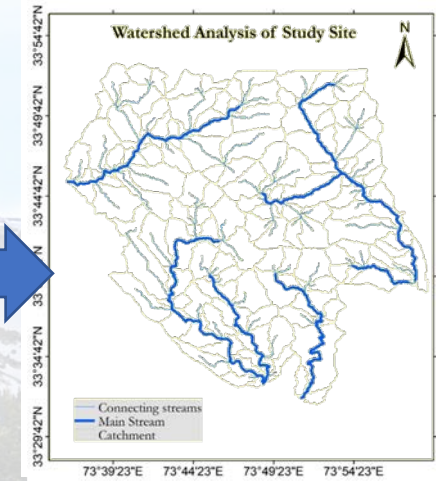 Watershed Analysis of Study Site
N
33°54'42"N
33°49'42"N
33°44'42"N
33°
"N
33°34'42"N
33°29'42"N
Connecting streams
Main Stream
Catchment
73°39'23"E
73°44'23"E
73°49'23"E
73°54'23"E